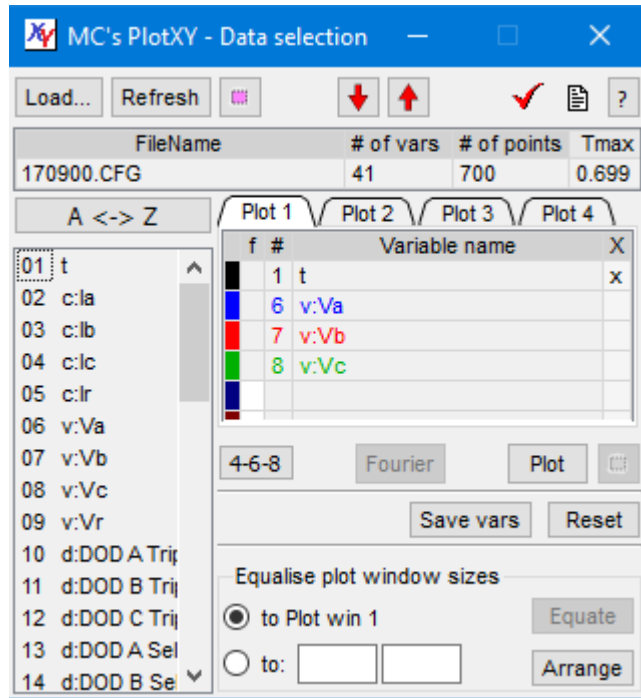 MC's PlotXY - Data selection
Load... Refresh ?
FileName # of vars # of points Tmax
170900.CFG 41 700 0.699
A <-> Z
Plot 1 Plot 2 Plot 3 Plot 4
f # Variable name X
1 t x
6 v:Va
7 v:Vb
8 v:Vc
01 t
02 c:Ia
03 c:Ib
04 c:Ic
05 c:Ir
06 v:Va
07 v:Vb
08 v:Vc
09 v:Vr
10 d:DOD A Trip
11 d:DOD B Trip
12 d:DOD C Trip
13 d:DOD A Sel
14 d:DOD B Sel
4-6-8 Fourier Plot
Save vars Reset
Equalise plot window sizes
to Plot win 1 Equate
to: Arrange